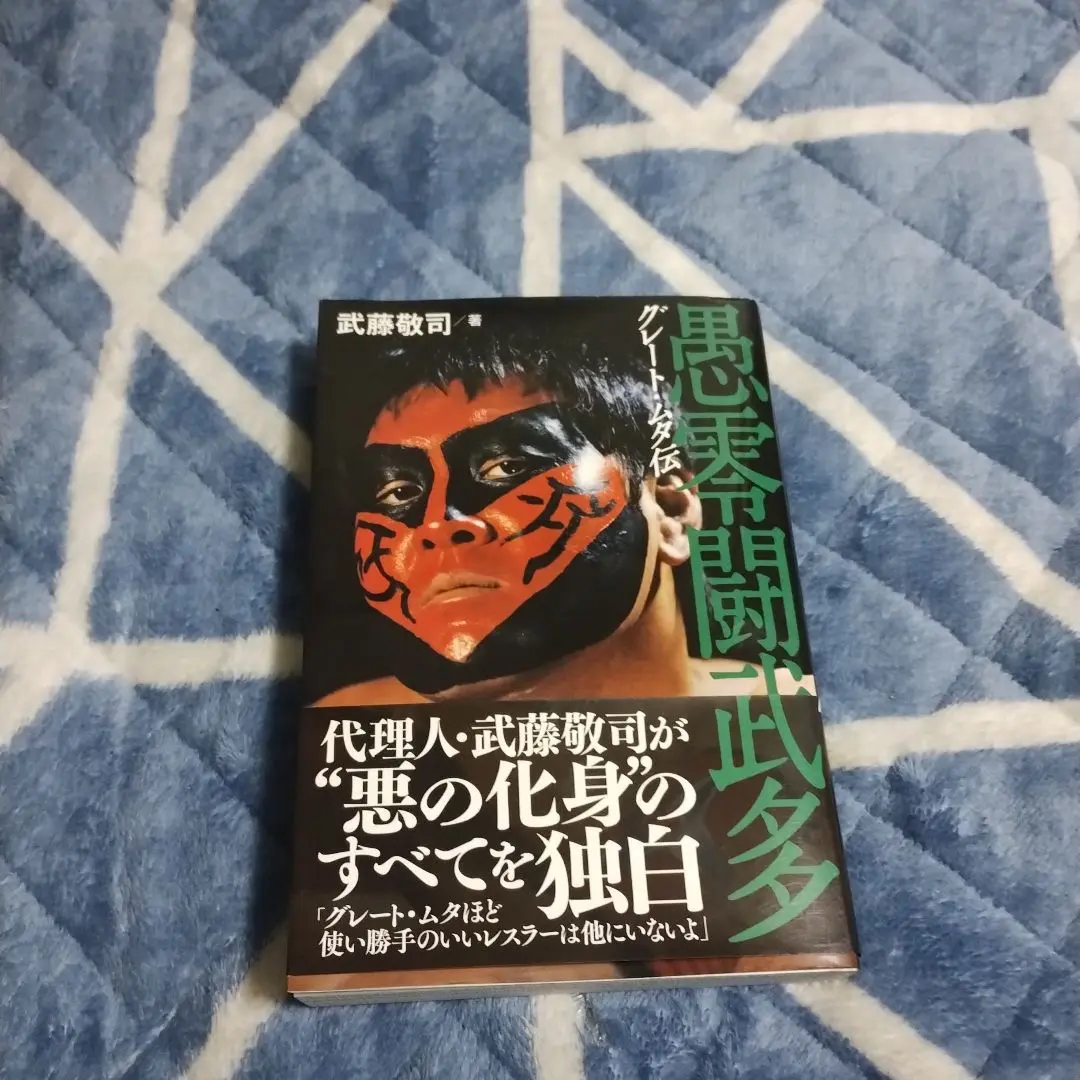 武藤敬司/著
愚零闘武多
グレート・ムタ伝
代理人・武藤敬司が
“悪の化身”の
すべてを独白
「グレート・ムタほど
使い勝手のいいレスラーは他にいないよ」